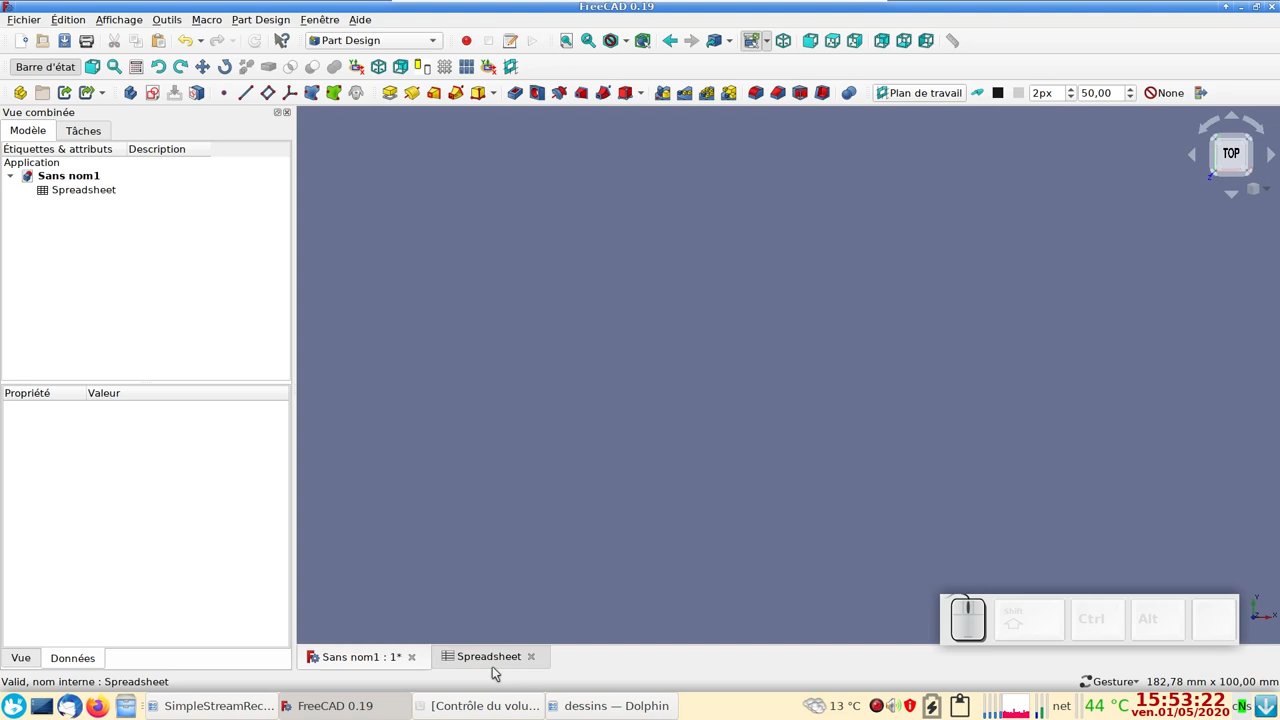 FreeCAD 0.19
Fichier Édition Affichage Outils Macro Part Design Fenêtre Aide
Part Design
Barre d'état
Plan de travail 2px 50,00 None
Vue combinée
Modèle Tâches
Étiquettes & attributs Description
Application
Sans nom1
Spreadsheet
TOP
Propriété Valeur
Shift Ctrl Alt
Vue Données
Sans nom1 : 1* Spreadsheet
Valid, nom interne : Spreadsheet
Gesture 182,78 mm x 100,00 mm
SimpleStreamRec... FreeCAD 0.19 [Corps du volu... dessins — Dolphin
13 °C net 44 °C 15:53:22
ven.01/05/2020